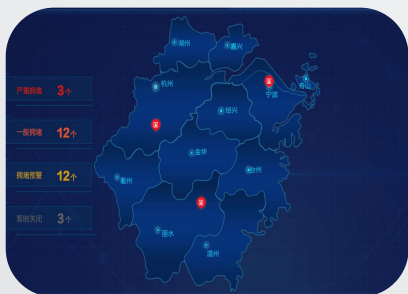 湖州
嘉兴
杭州
宁波
舟山
严重拥堵 3个
绍兴
一般拥堵 12个
金华
台州
拥堵预警 12个
衢州
暂时关闭 3个
丽水
温州